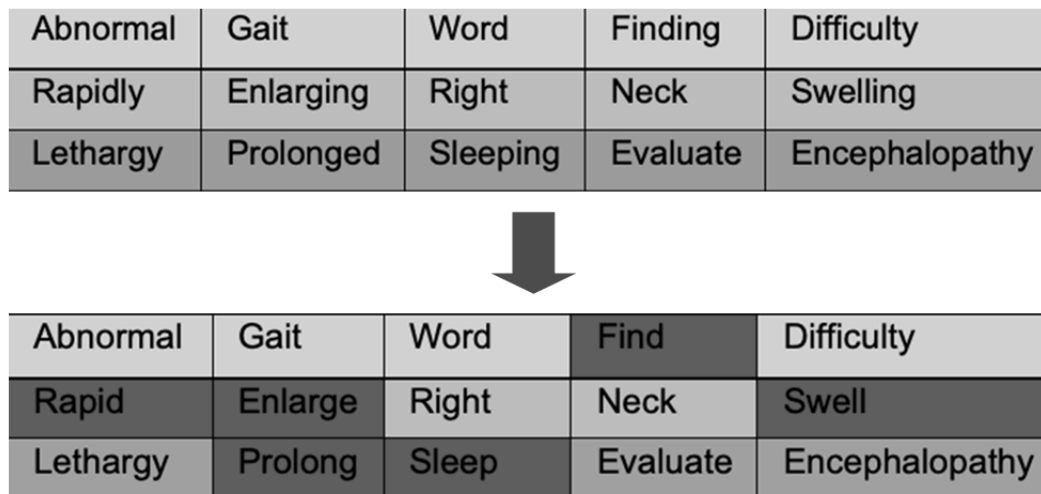 Abnormal Gait Word Finding Difficulty
Rapidly Enlarging Right Neck Swelling
Lethargy Prolonged Sleeping Evaluate Encephalopathy
Abnormal Gait Word Find Difficulty
Rapid Enlarge Right Neck Swell
Lethargy Prolong Sleep Evaluate Encephalopathy